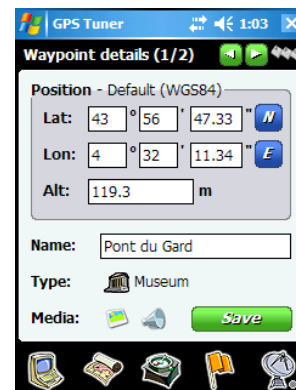 GPS Tuner 1:03
Waypoint details (1/2)
Position - Default (WGS84)
Lat: 43 ° 56 ' 47.33 " N
Lon: 4 ° 32 ' 11.34 " E
Alt: 119.3 m
Name: Pont du Gard
Type: Museum
Media: Save